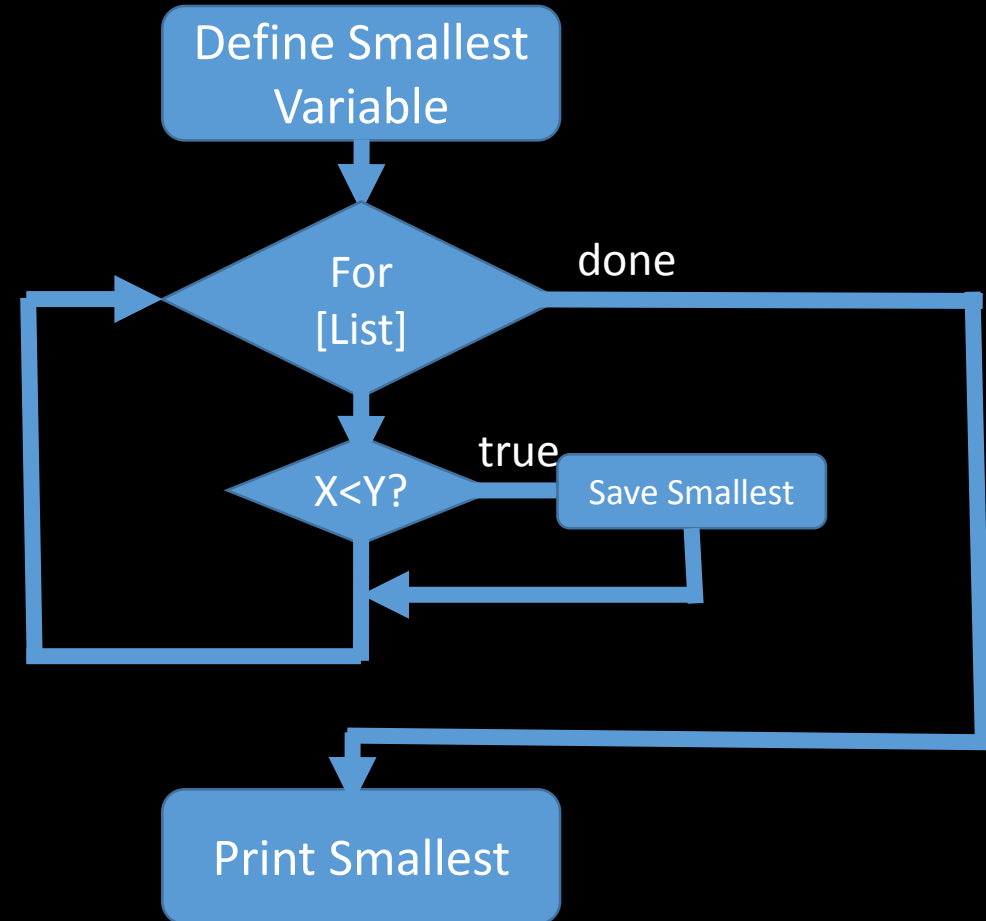 Define Smallest
Variable
For
[List]
done
X<Y?
true
Save Smallest
Print Smallest